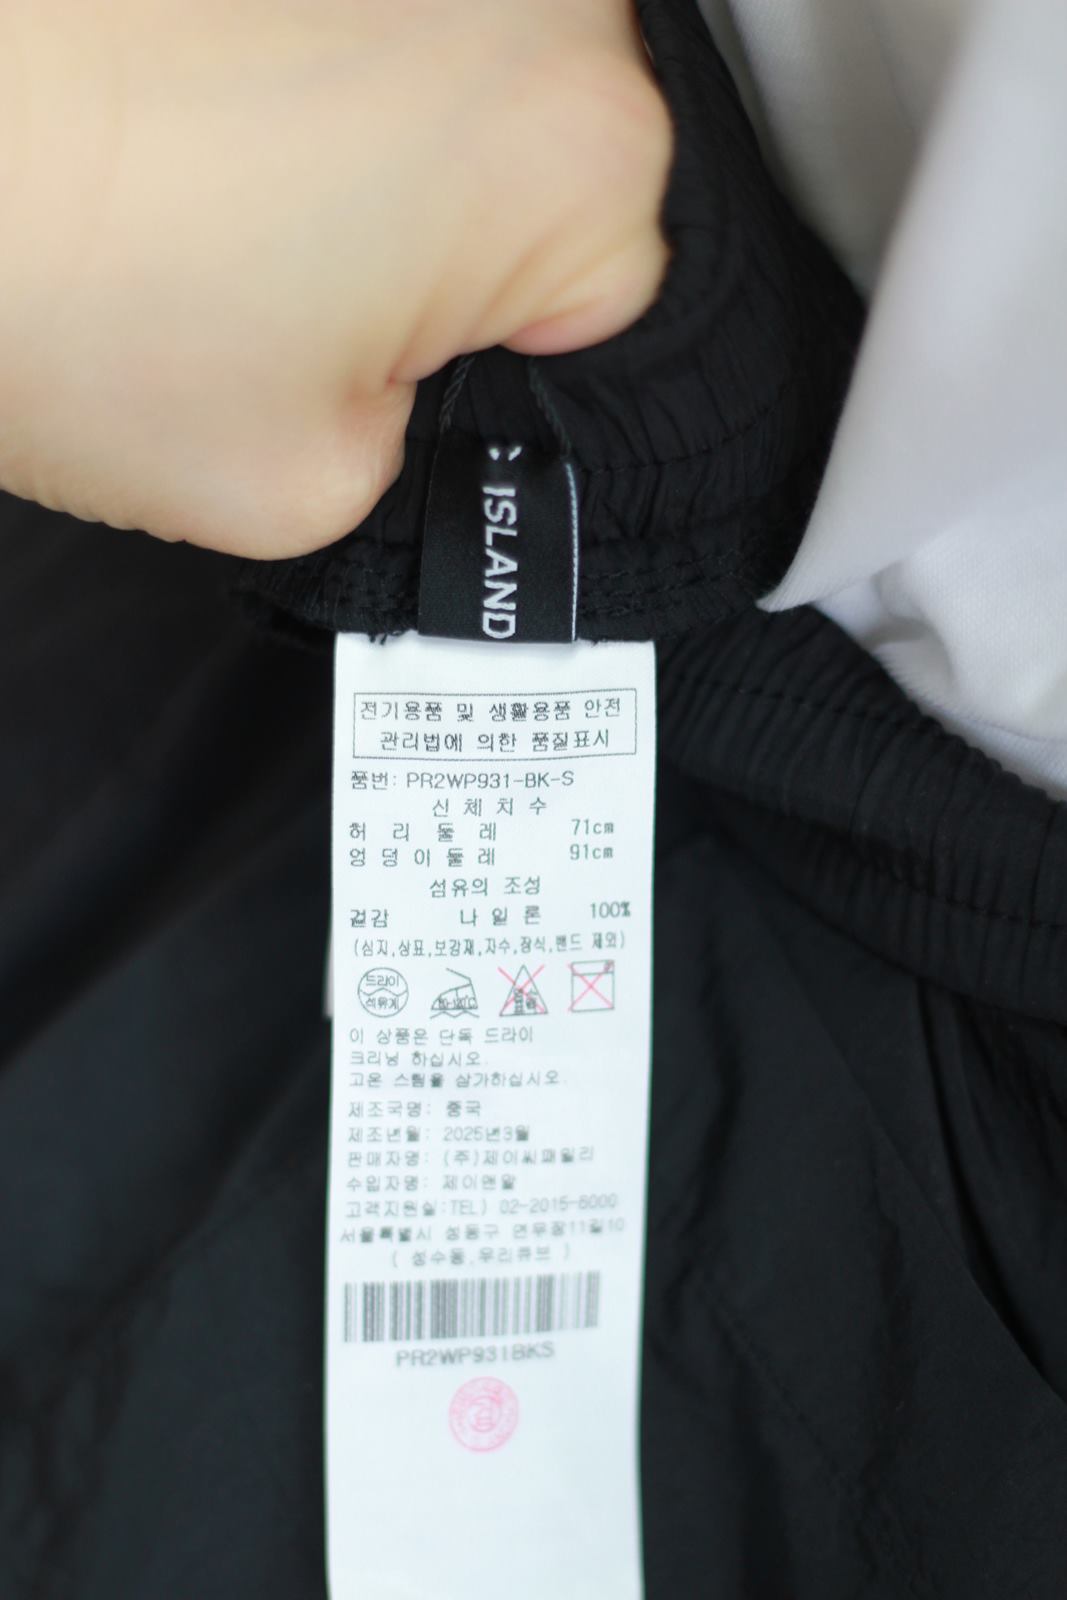 ISLAND
전기용품 및 생활용품 안전
관리법에 의한 품질표시
품번: PR2WP931-BK-S
신 체 치 수
허 리 둘 레 71cm
엉 덩 이 둘 레 91cm
섬유의 조성
겉감 나 일 론 100%
(심지,상표,보강재,자수,장식,밴드 제외)
드라이
석유계
80~120℃
이 상품은 단독 드라이
크리닝 하십시오.
고온 스팀을 삼가하십시오.
제조국명: 중국
제조년월: 2025년3월
판매자명: (주)제이씨패밀리
수입자명: 제이앤말
고객지원실:TEL) 02-2015-8000
서울특별시 성동구 연무장11길10
( 성수동,우리큐브 )
PR2WP931BKS